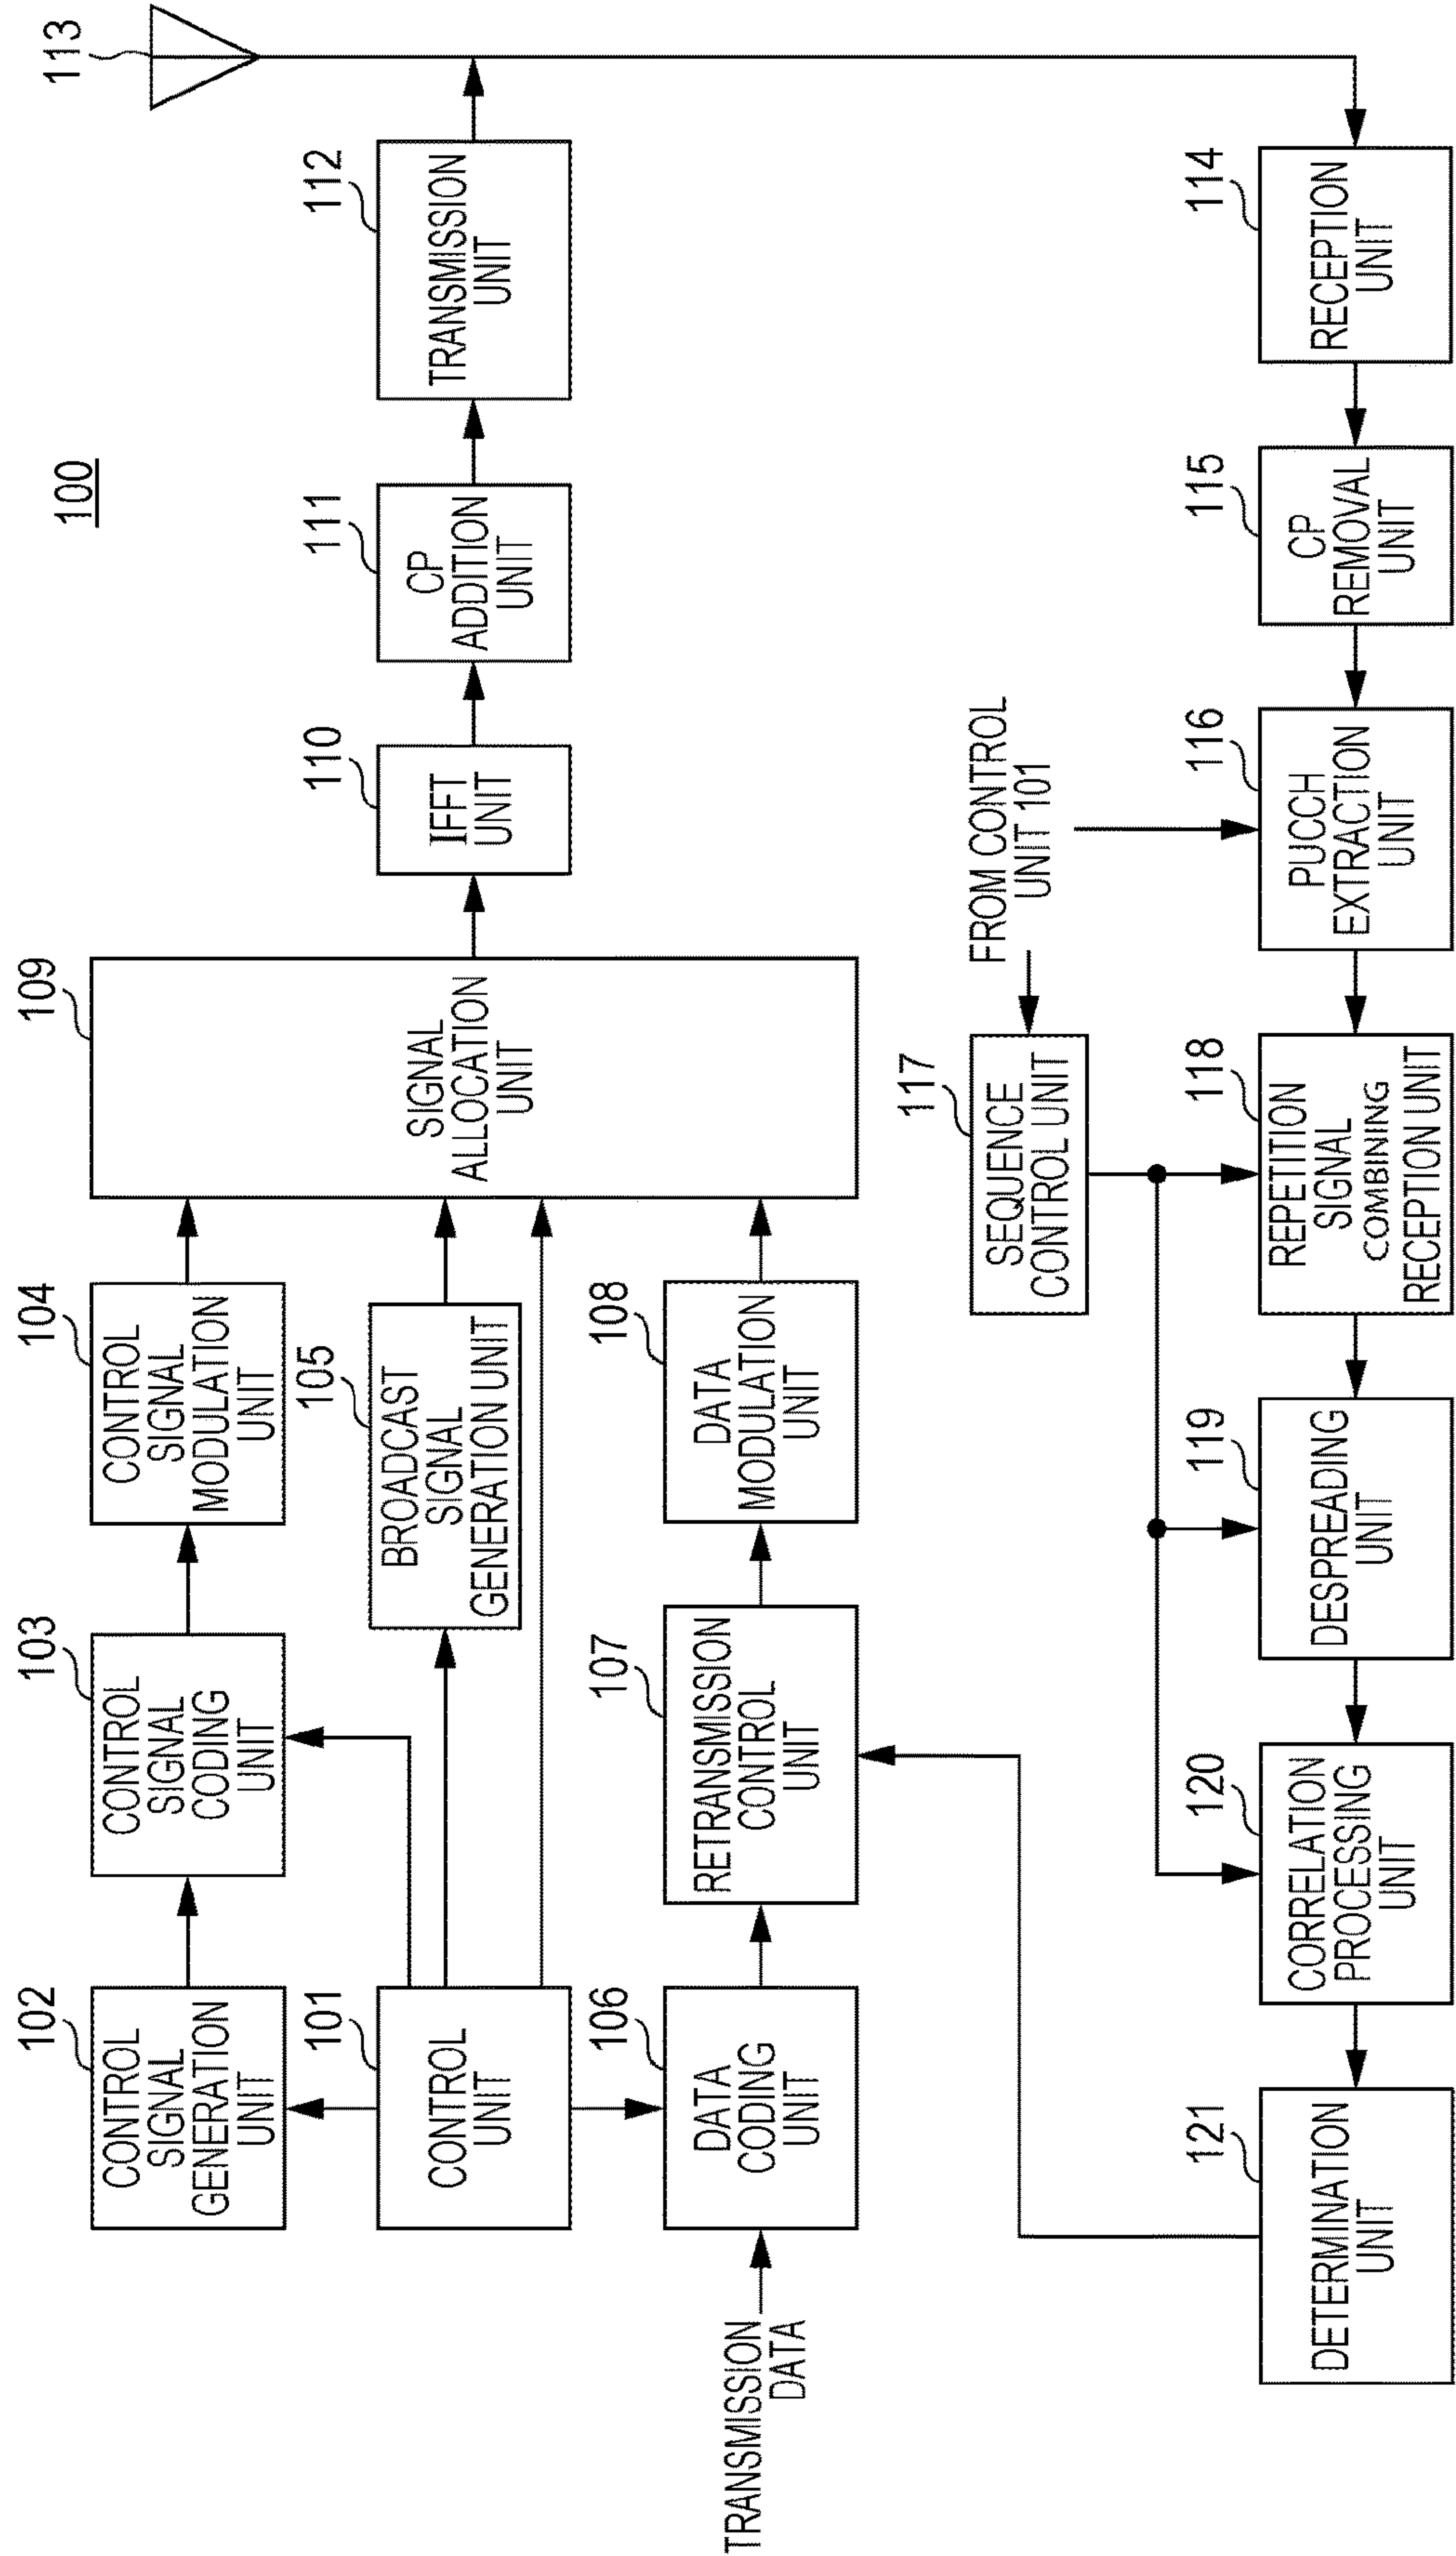 100
102
CONTROL
SIGNAL
GENERATION
UNIT
103
CONTROL
SIGNAL
CODING
UNIT
104
CONTROL
SIGNAL
MODULATION
UNIT
109
SIGNAL
ALLOCATION
UNIT
113
101
CONTROL
UNIT
105
BROADCAST
SIGNAL
GENERATION UNIT
110
IFFT
UNIT
111
CP
ADDITION
UNIT
112
TRANSMISSION
UNIT
TRANSMISSION
DATA
106
DATA
CODING
UNIT
107
RETRANSMISSION
CONTROL
UNIT
108
DATA
MODULATION
UNIT
117
SEQUENCE
CONTROL UNIT
FROM CONTROL
UNIT 101
121
DETERMINATION
UNIT
120
CORRELATION
PROCESSING
UNIT
119
DESPREADING
UNIT
118
REPETITION
SIGNAL
COMBINING
RECEPTION UNIT
116
PUCCH
EXTRACTION
UNIT
115
CP
REMOVAL
UNIT
114
RECEPTION
UNIT